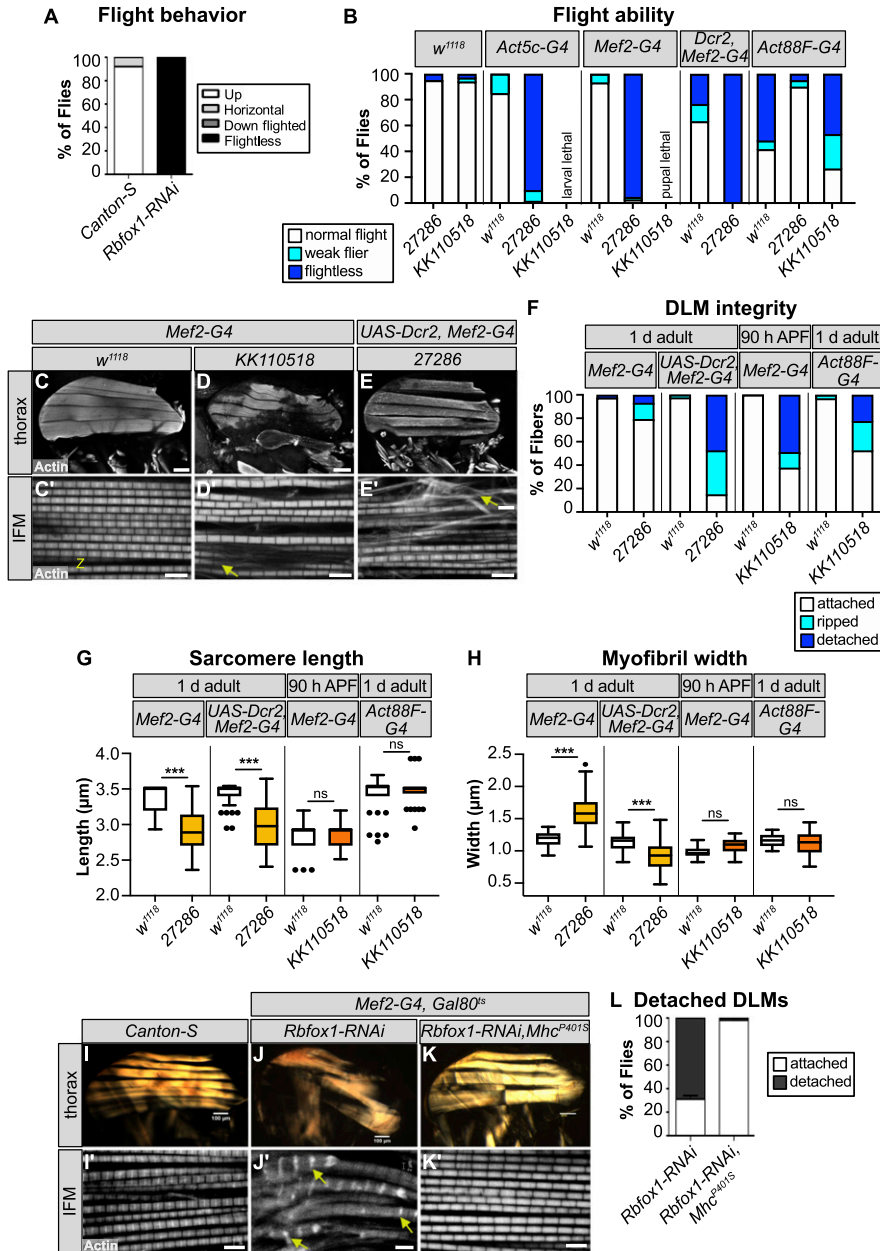 A Flight behavior
% of Flies
100
80
60
40
20
0
Canton-S
Rbfox1-RNAi
Up
Horizontal
Down flighted
Flightless
B Flight ability
w1118
Act5c-G4
Mef2-G4
Dcr2, Mef2-G4
Act88F-G4
% of Flies
100
80
60
40
20
0
27286
KK110518
w1118
27286
KK110518
larval lethal
w1118
27286
KK110518
pupal lethal
w1118
27286
w1118
27286
KK110518
normal flight
weak flier
flightless
Mef2-G4
UAS-Dcr2, Mef2-G4
w1118
KK110518
27286
thorax
C
D
E
Actin
IFM
C'
D'
E'
Z
Actin
F DLM integrity
1 d adult
90 h APF
1 d adult
Mef2-G4
UAS-Dcr2, Mef2-G4
Mef2-G4
Act88F-G4
% of Fibers
100
80
60
40
20
0
w1118
27286
w1118
27286
w1118
KK110518
w1118
KK110518
attached
ripped
detached
G Sarcomere length
1 d adult
90 h APF
1 d adult
Mef2-G4
UAS-Dcr2, Mef2-G4
Mef2-G4
Act88F-G4
Length (µm)
4.0
3.5
3.0
2.5
2.0
***
***
ns
ns
w1118
27286
w1118
27286
w1118
KK110518
w1118
KK110518
H Myofibril width
1 d adult
90 h APF
1 d adult
Mef2-G4
UAS-Dcr2, Mef2-G4
Mef2-G4
Act88F-G4
Width (µm)
2.5
2.0
1.5
1.0
0.5
***
***
ns
ns
w1118
27286
w1118
27286
w1118
KK110518
w1118
KK110518
Mef2-G4, Gal80ts
Canton-S
Rbfox1-RNAi
Rbfox1-RNAi,MhcP401S
thorax
I
J
K
100 µm
100 µm
IFM
I'
J'
K'
Actin
L Detached DLMs
% of Flies
100
80
60
40
20
0
Rbfox1-RNAi
Rbfox1-RNAi, MhcP401S
attached
detached